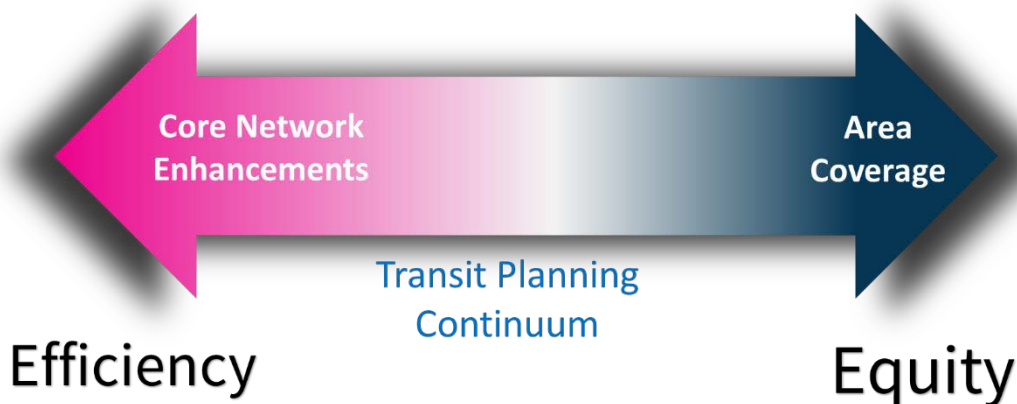 Core Network
Enhancements
Area
Coverage
Transit Planning
Continuum
Efficiency
Equity